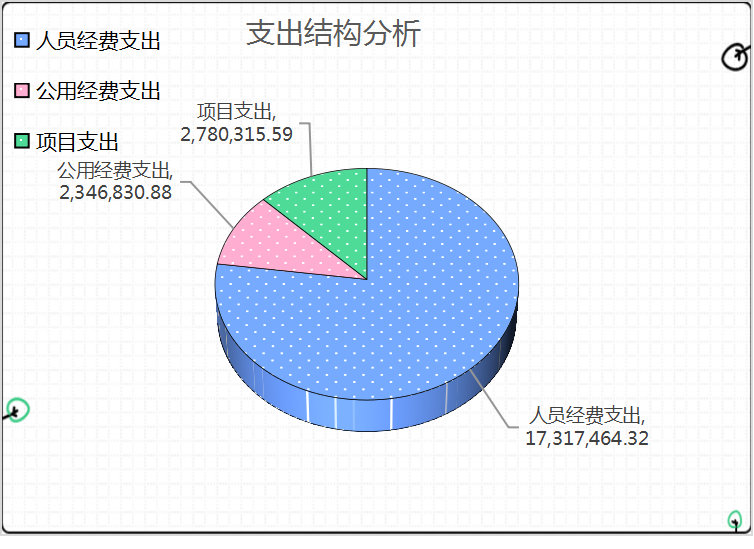 支出结构分析
人员经费支出
公用经费支出
项目支出
项目支出,
2,780,315.59
公用经费支出,
2,346,830.88
人员经费支出,
17,317,464.32